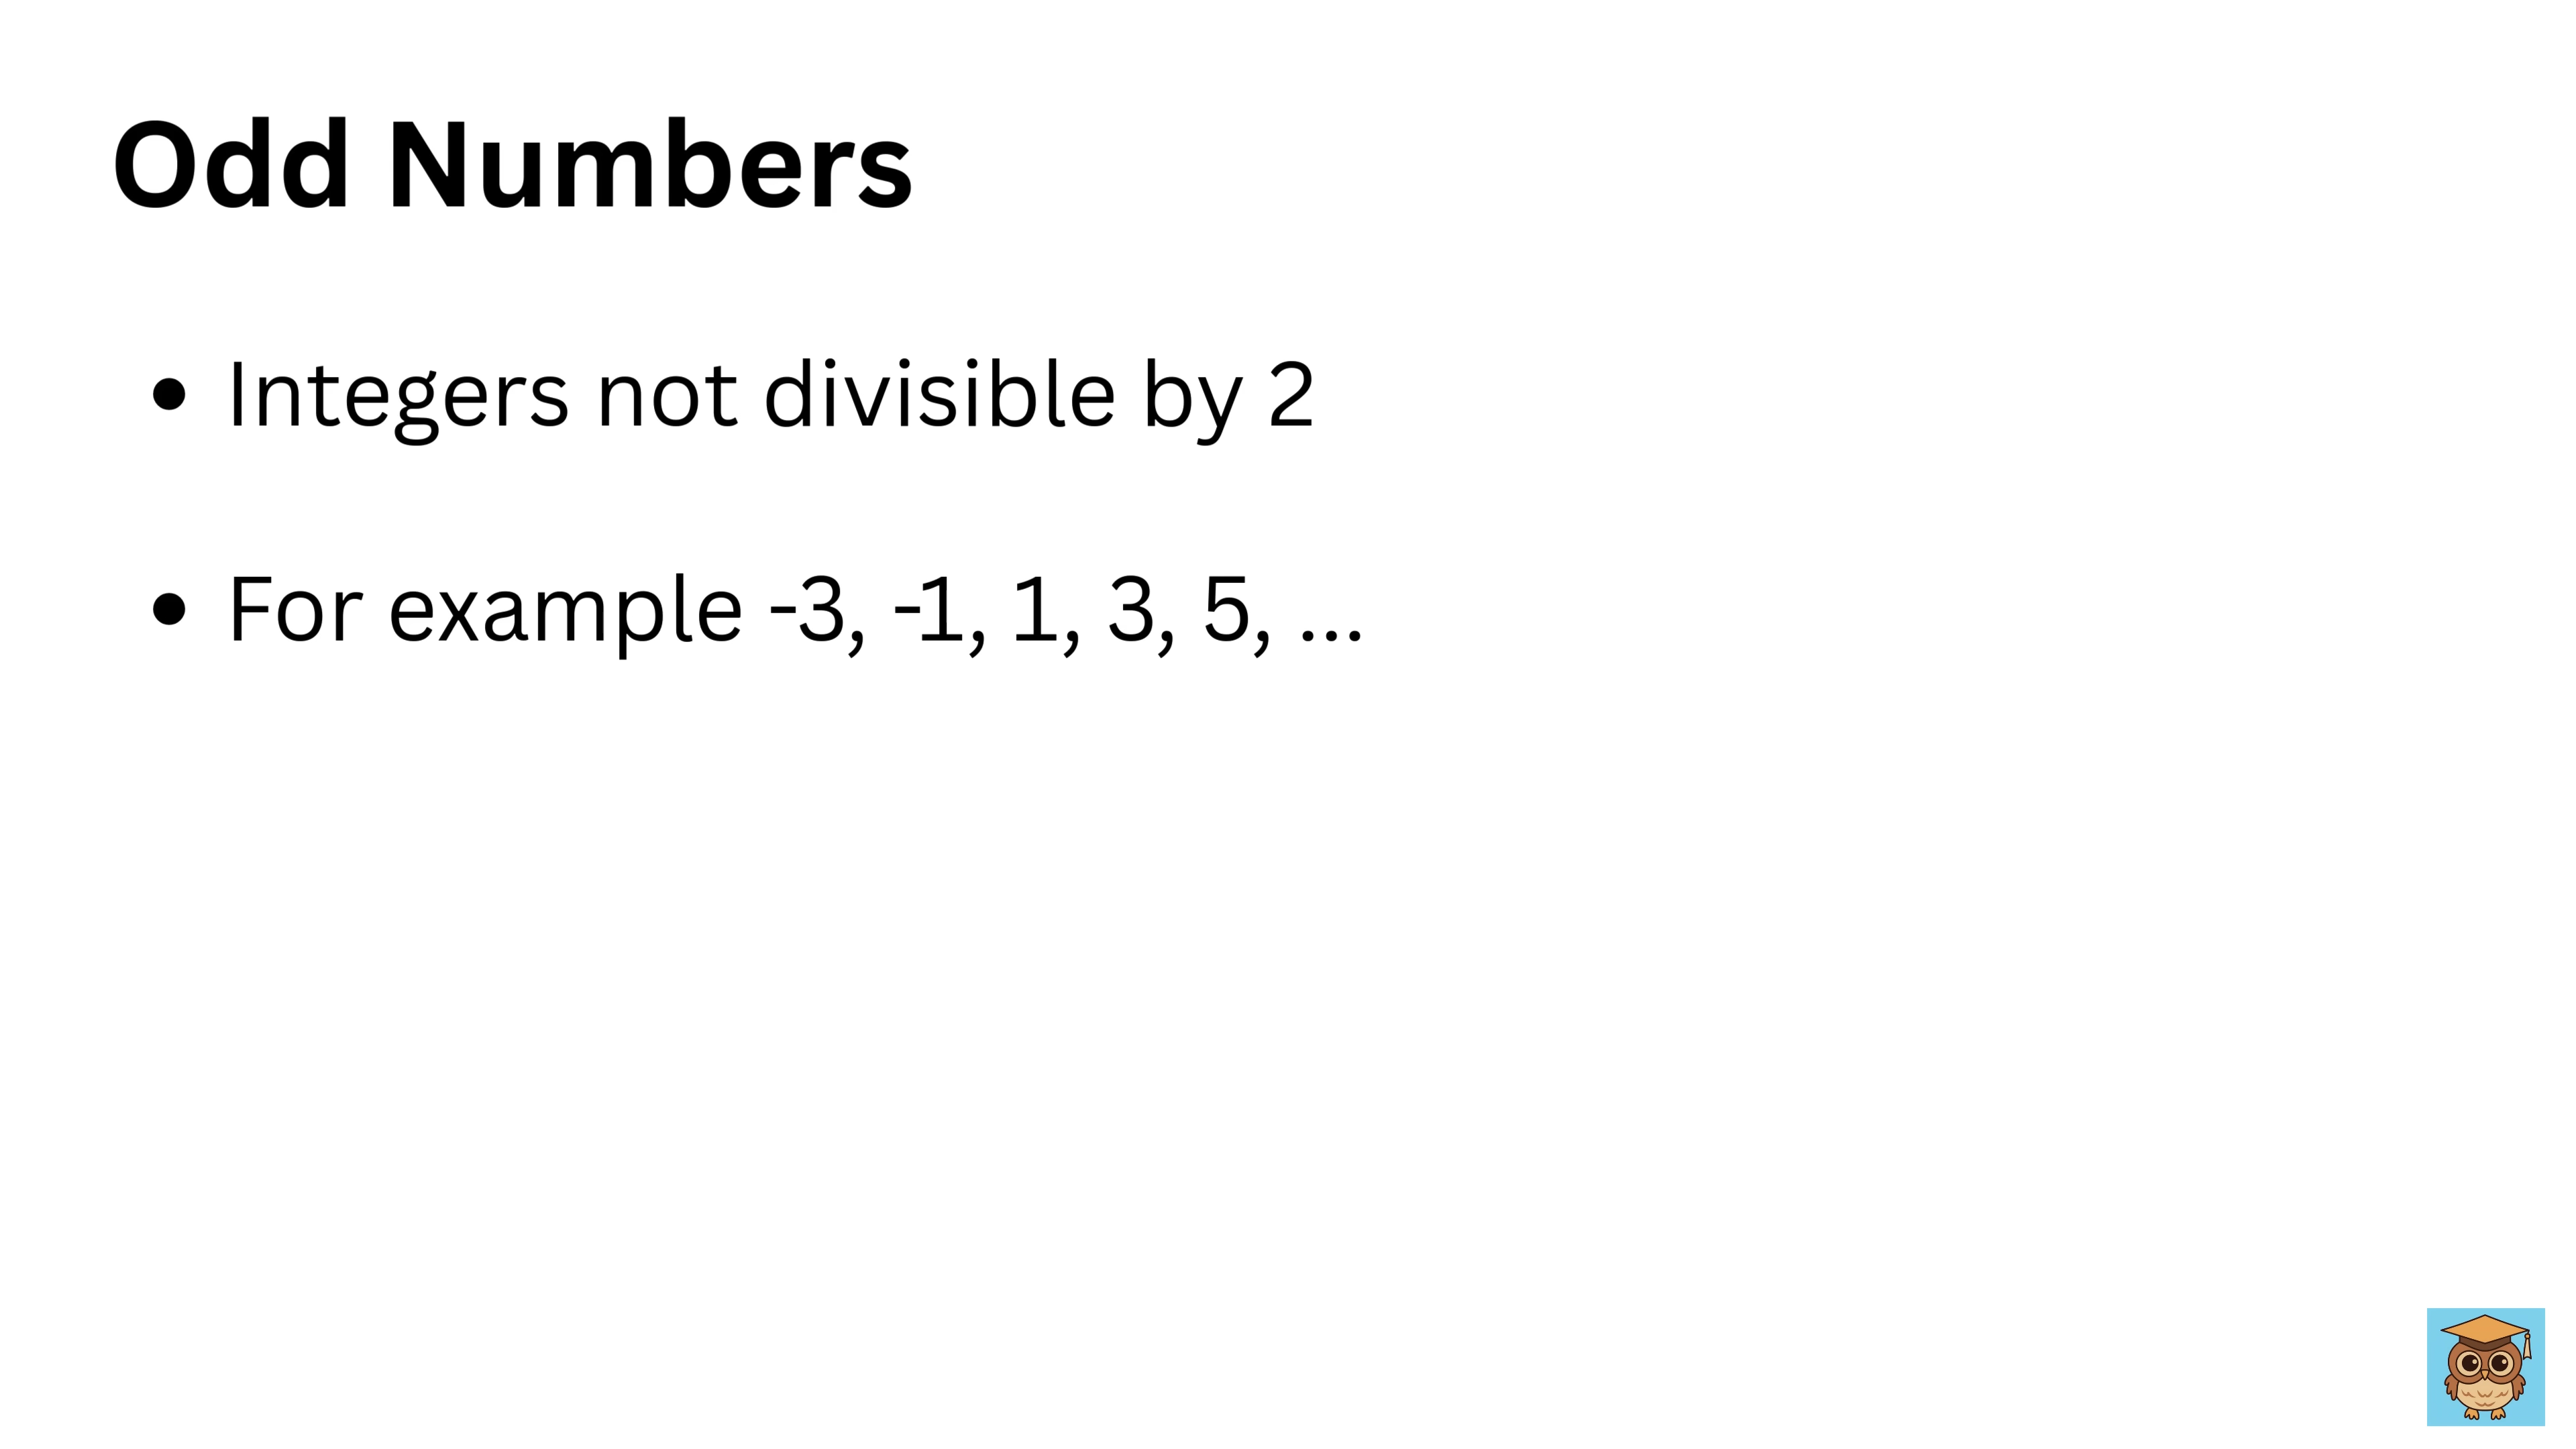 Odd Numbers
• Integers not divisible by 2
• For example -3, -1, 1, 3, 5, ...